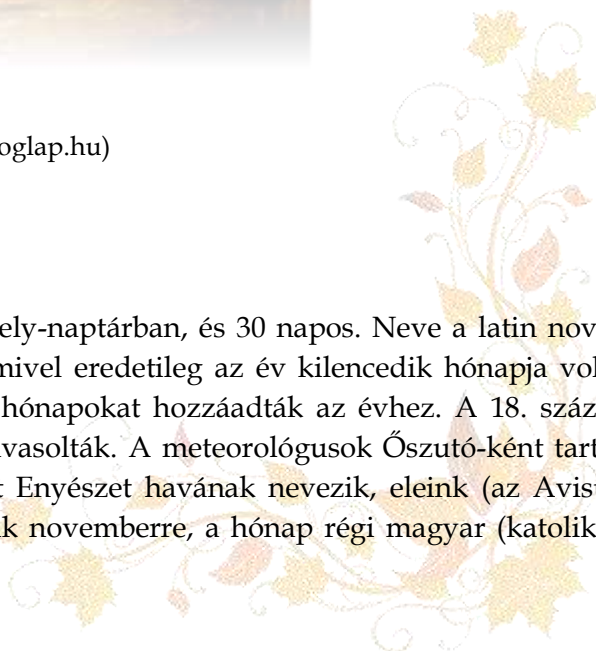 oglap.hu)
ely-naptárban, és 30 napos. Neve a latin nov
mivel eredetileg az év kilencedik hónapja vol
hónapokat hozzáadták az évhez. A 18. száz
vasolták. A meteorológusok Őszutó-ként tart
t Enyészet havának nevezik, eleink (az Avist
k novemberre, a hónap régi magyar (katolik